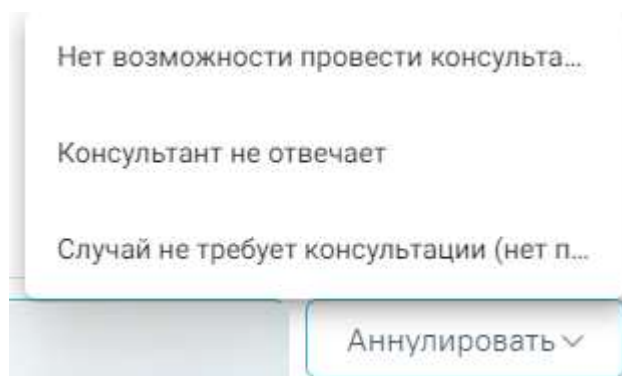 Нет возможности провести консульта...
Консультант не отвечает
Случай не требует консультации (нет п...
Аннулировать